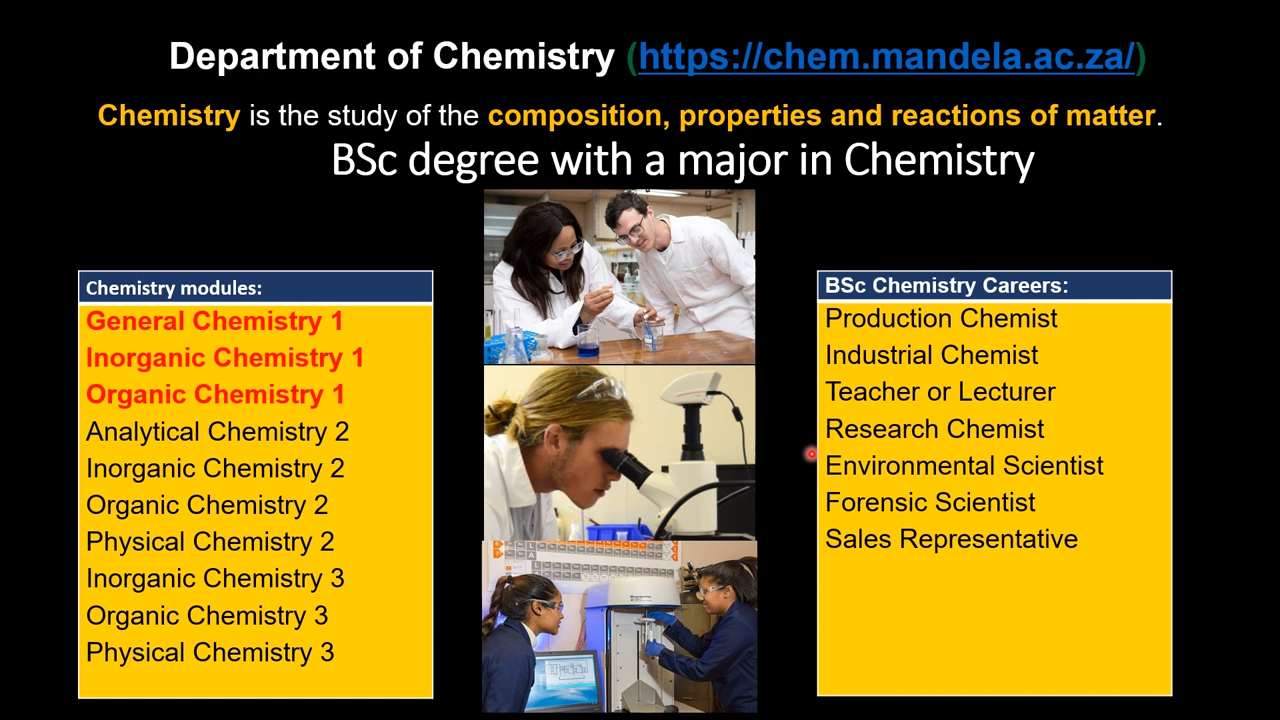 Department of Chemistry (https://chem.mandela.ac.za/)
Chemistry is the study of the composition, properties and reactions of matter.
BSc degree with a major in Chemistry
Chemistry modules:
General Chemistry 1
Inorganic Chemistry 1
Organic Chemistry 1
Analytical Chemistry 2
Inorganic Chemistry 2
Organic Chemistry 2
Physical Chemistry 2
Inorganic Chemistry 3
Organic Chemistry 3
Physical Chemistry 3
BSc Chemistry Careers:
Production Chemist
Industrial Chemist
Teacher or Lecturer
Research Chemist
Environmental Scientist
Forensic Scientist
Sales Representative